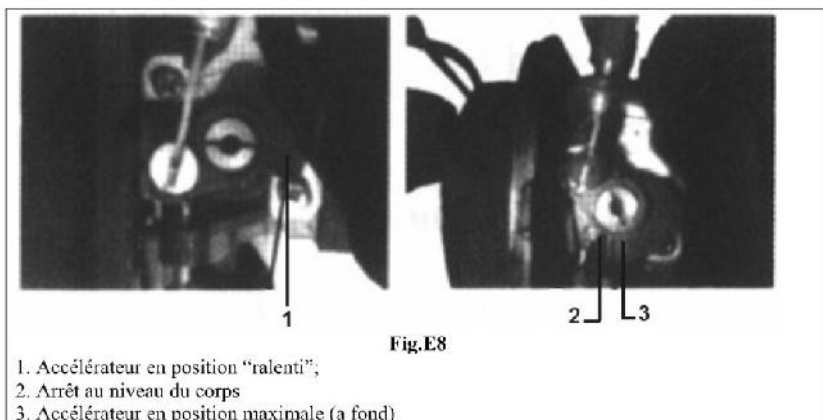 1
2
3
Fig.E8
1. Accélérateur en position “ralenti”;
2. Arrêt au niveau du corps
3. Accélérateur en position maximale (a fond)